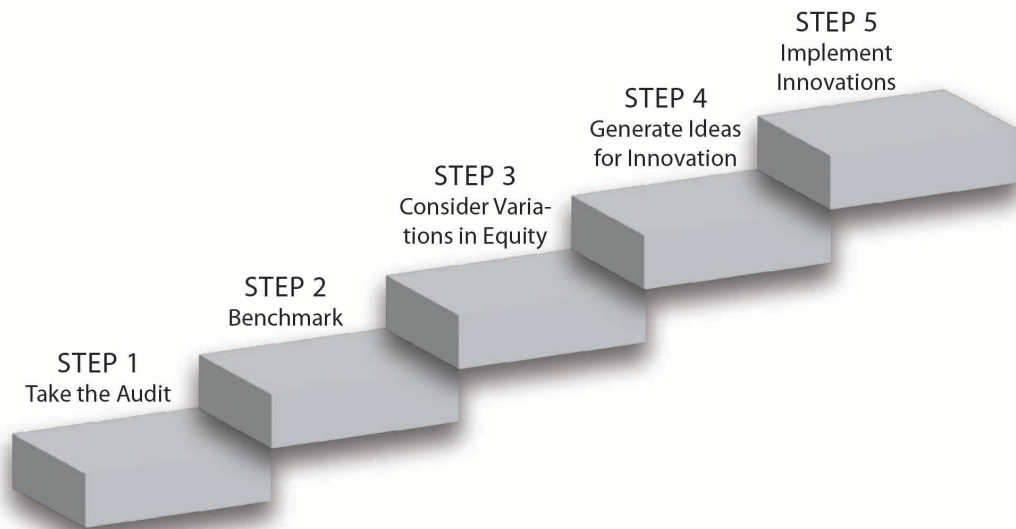 STEP 1
Take the Audit
STEP 2
Benchmark
STEP 3
Consider Varia-
tions in Equity
STEP 4
Generate Ideas
for Innovation
STEP 5
Implement
Innovations